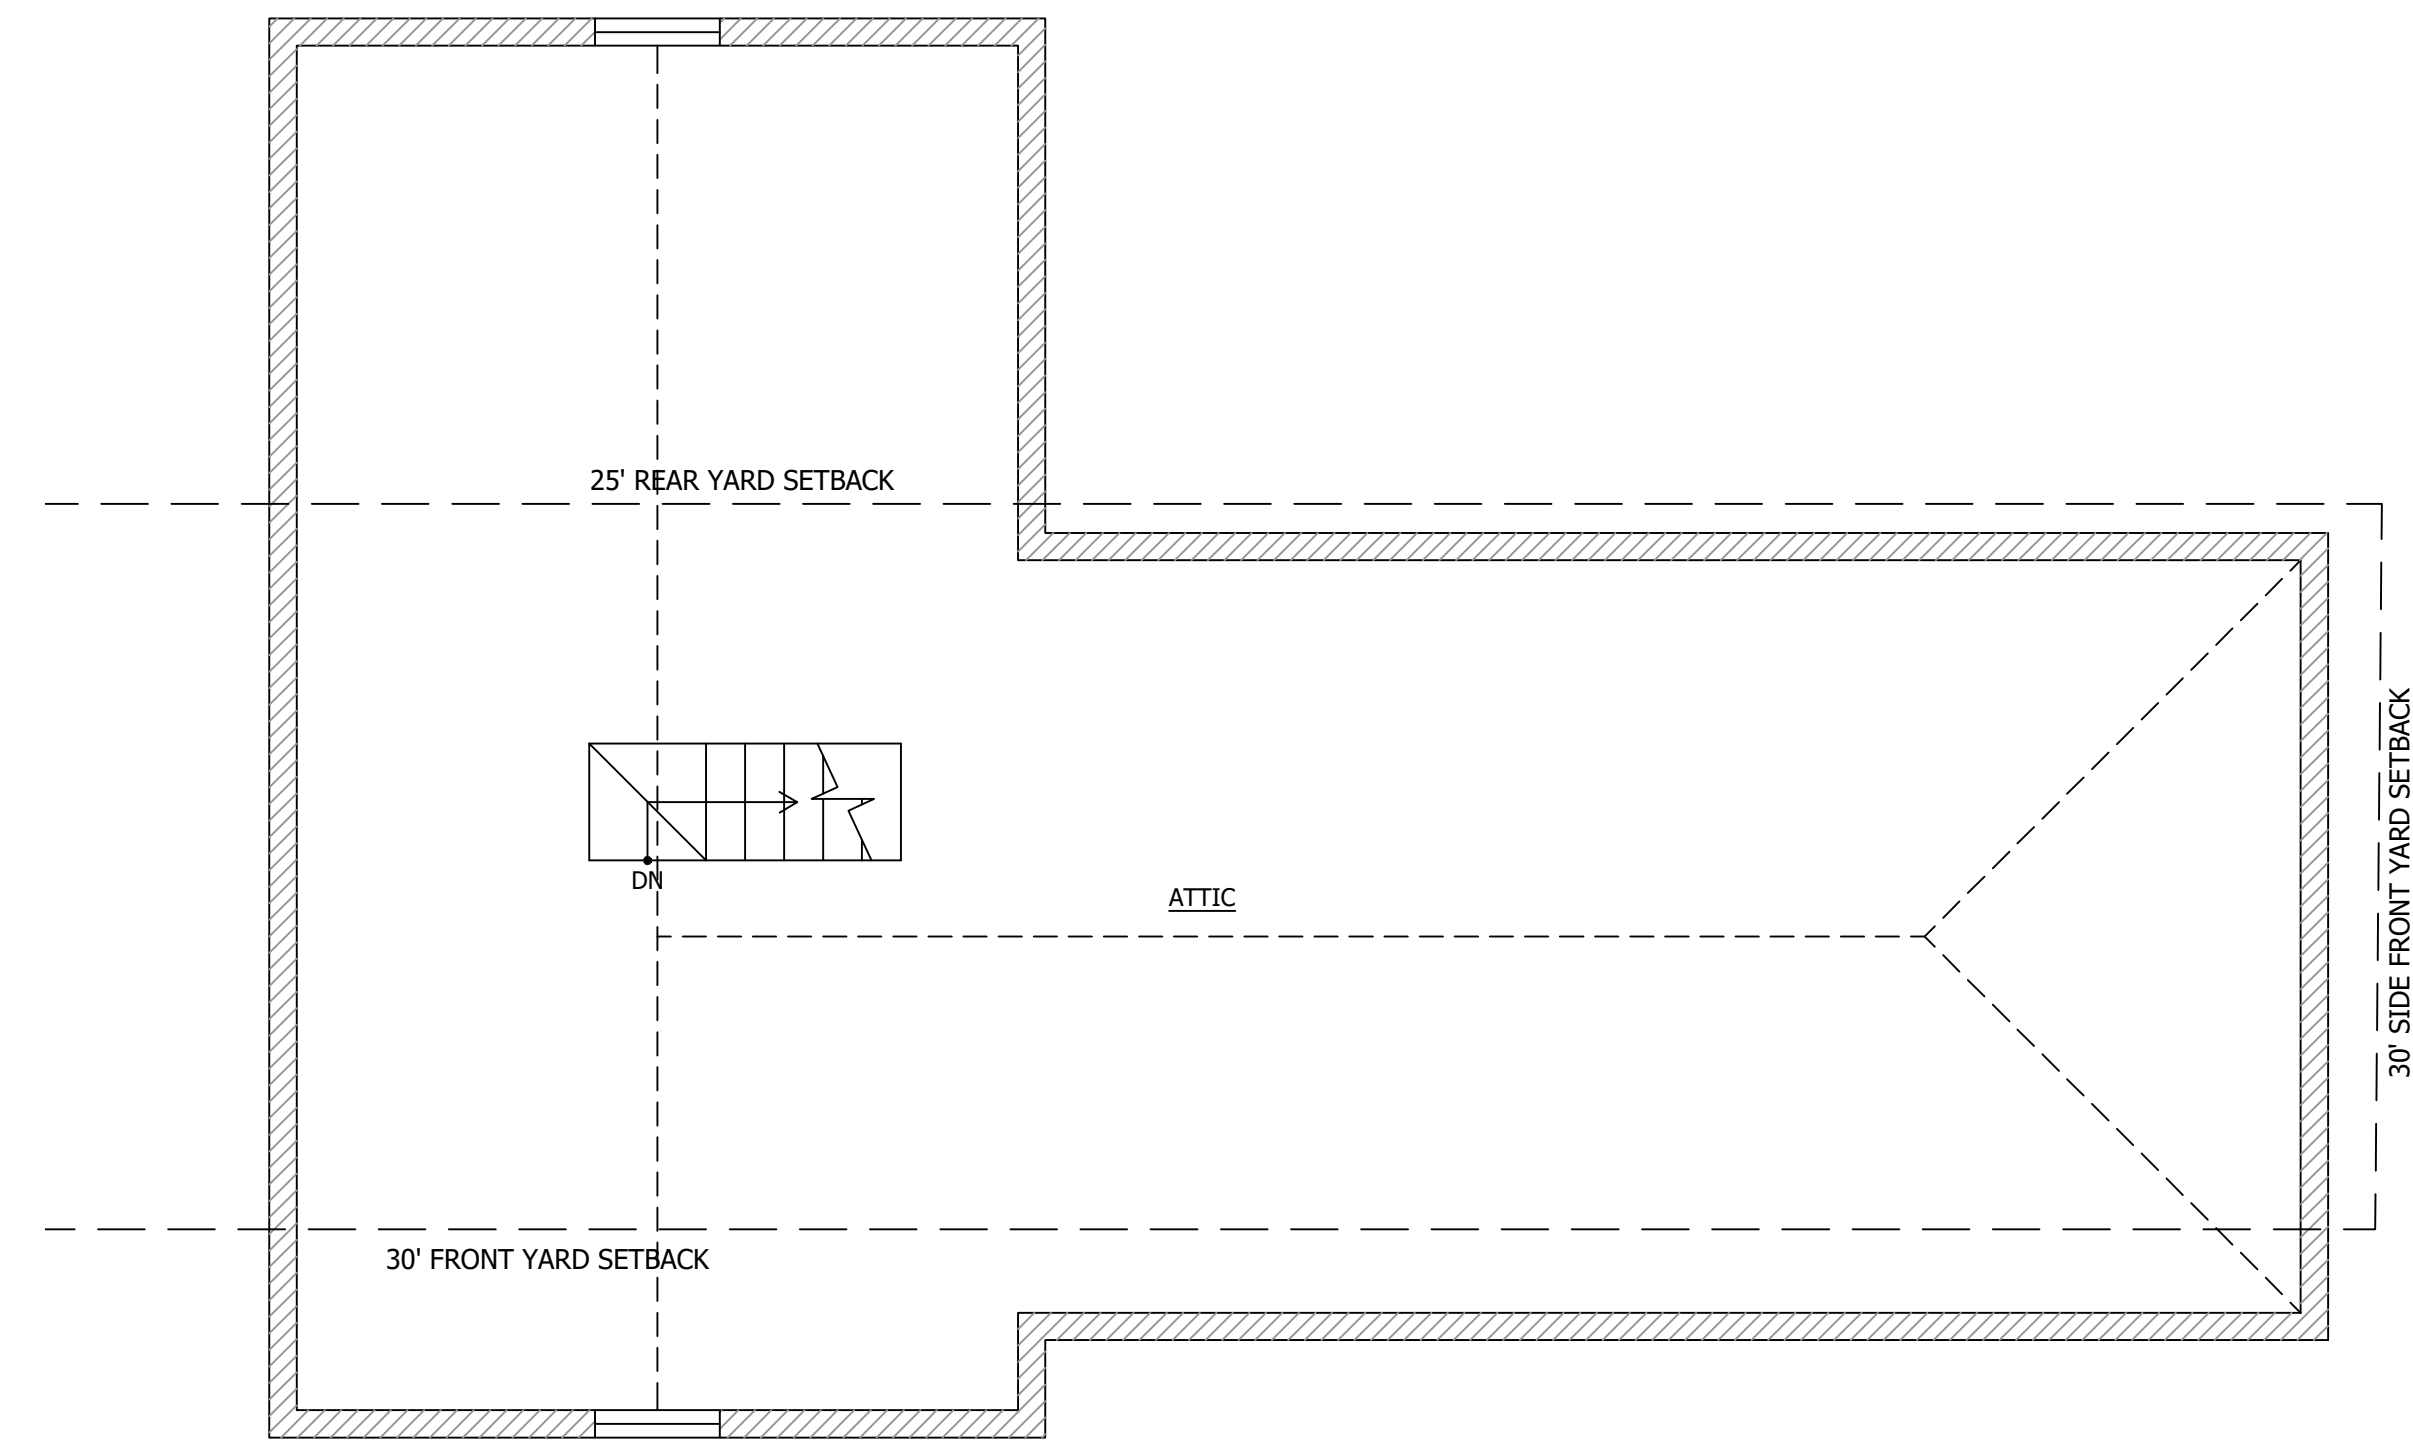 25' REAR YARD SETBACK
30' SIDE FRONT YARD SETBACK
DN
ATTIC
30' FRONT YARD SETBACK